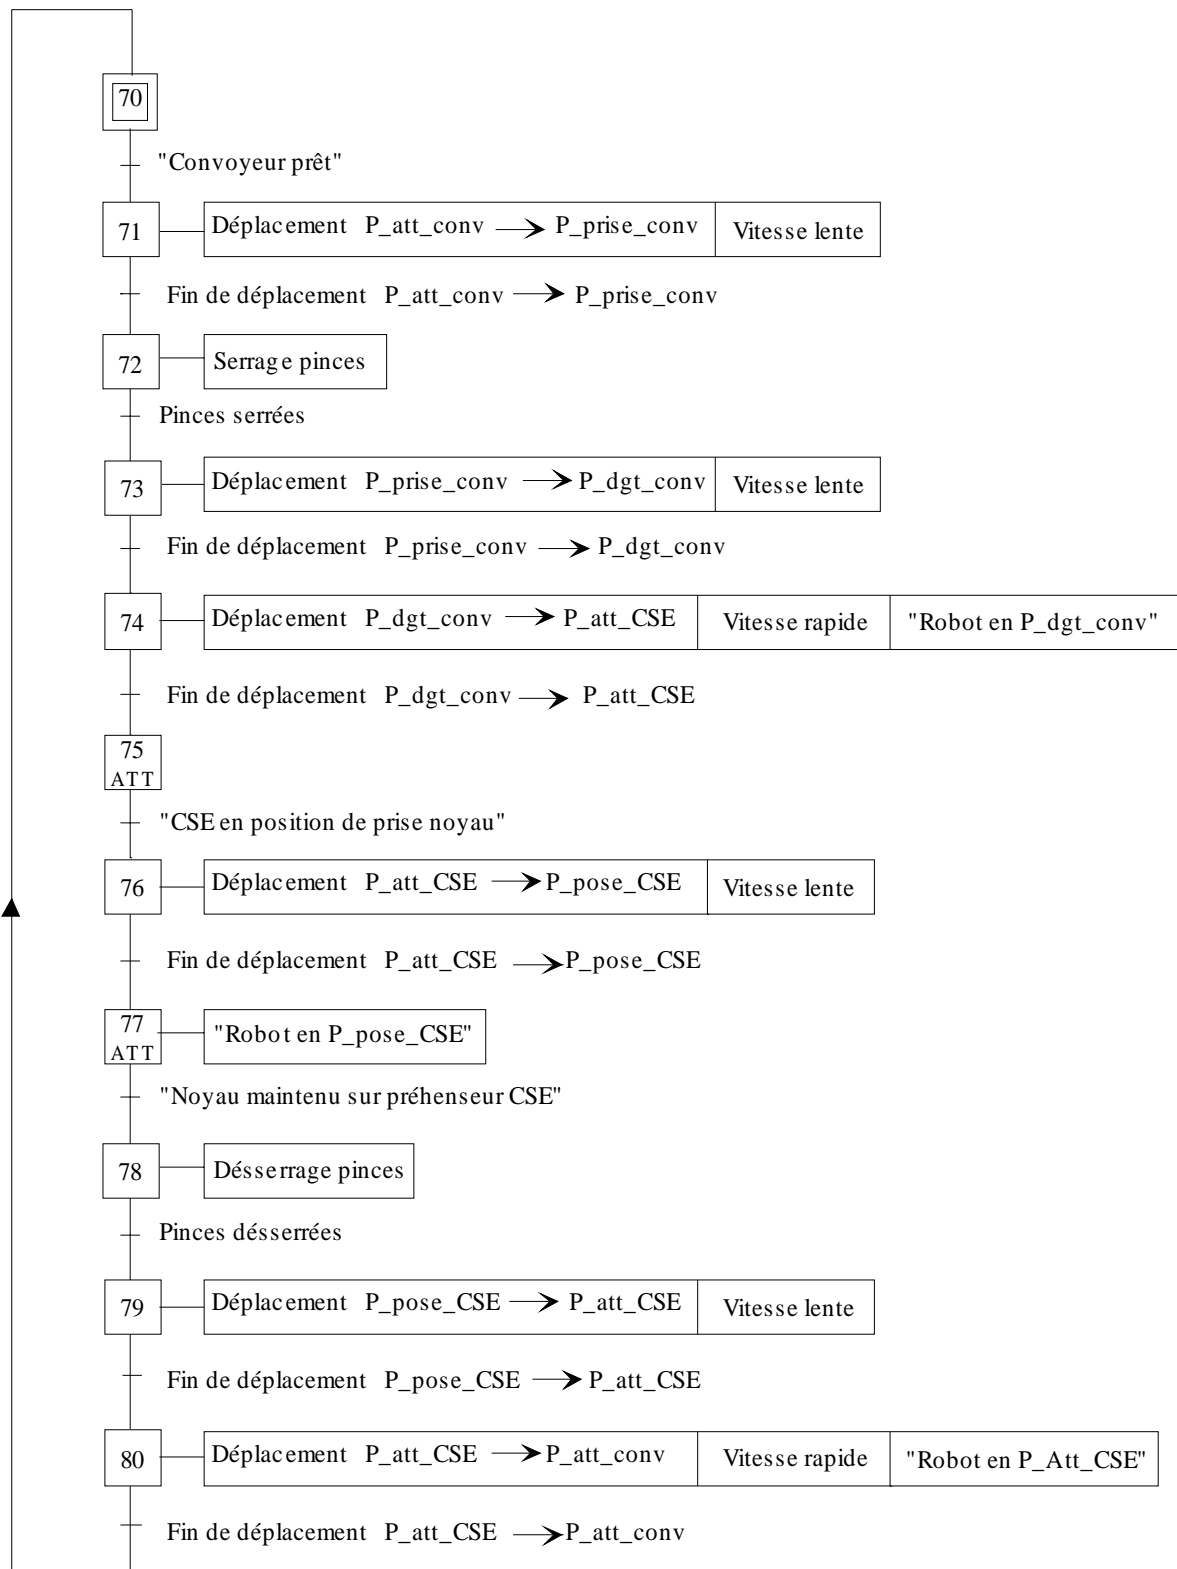 70
"Convoyeur prêt"
71 Déplacement P_att_conv → P_prise_conv Vitesse lente
Fin de déplacement P_att_conv → P_prise_conv
72 Serrage pinces
Pinces serrées
73 Déplacement P_prise_conv → P_dgt_conv Vitesse lente
Fin de déplacement P_prise_conv → P_dgt_conv
74 Déplacement P_dgt_conv → P_att_CSE Vitesse rapide "Robot en P_dgt_conv"
Fin de déplacement P_dgt_conv → P_att_CSE
75
ATT
"CSE en position de prise noyau"
76 Déplacement P_att_CSE → P_pose_CSE Vitesse lente
Fin de déplacement P_att_CSE → P_pose_CSE
77 "Robot en P_pose_CSE"
ATT
"Noyau maintenu sur préhenseur CSE"
78 Désserrage pinces
Pinces désserrées
79 Déplacement P_pose_CSE → P_att_CSE Vitesse lente
Fin de déplacement P_pose_CSE → P_att_CSE
80 Déplacement P_att_CSE → P_att_conv Vitesse rapide "Robot en P_Att_CSE"
Fin de déplacement P_att_CSE → P_att_conv